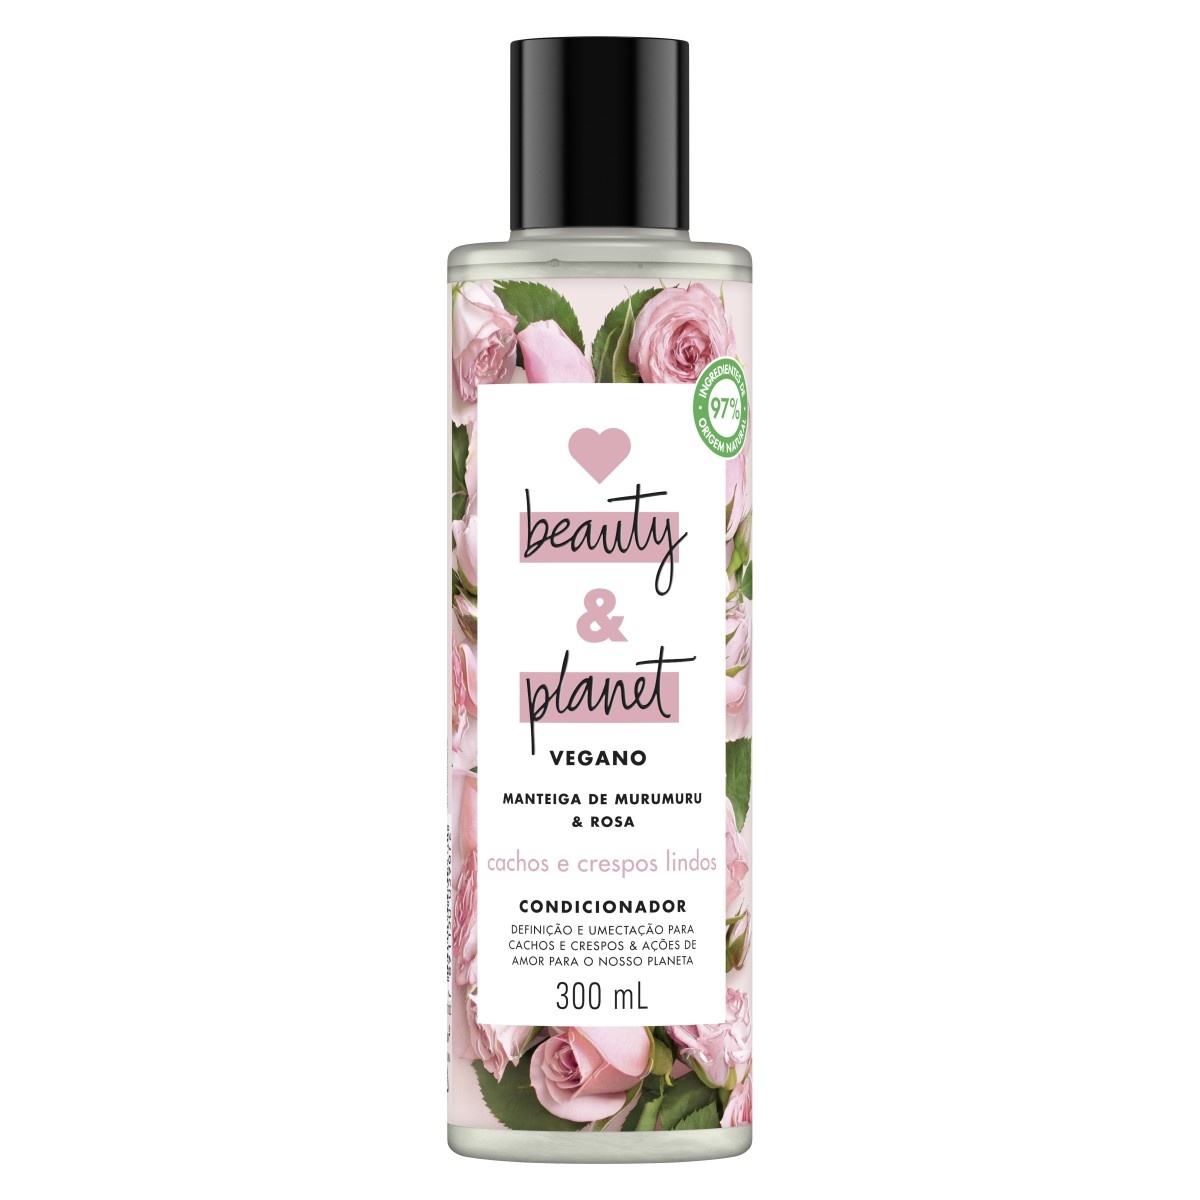 INGREDIENTES DE
97%
ORIGEM NATURAL
beauty
&
planet
VEGANO
MANTEIGA DE MURUMURU
& ROSA
cachos e crespos lindos
CONDICIONADOR
DEFINIÇÃO E UMECTAÇÃO PARA
CACHOS E CRESPOS & AÇÕES DE
AMOR PARA O NOSSO PLANETA
300 mL